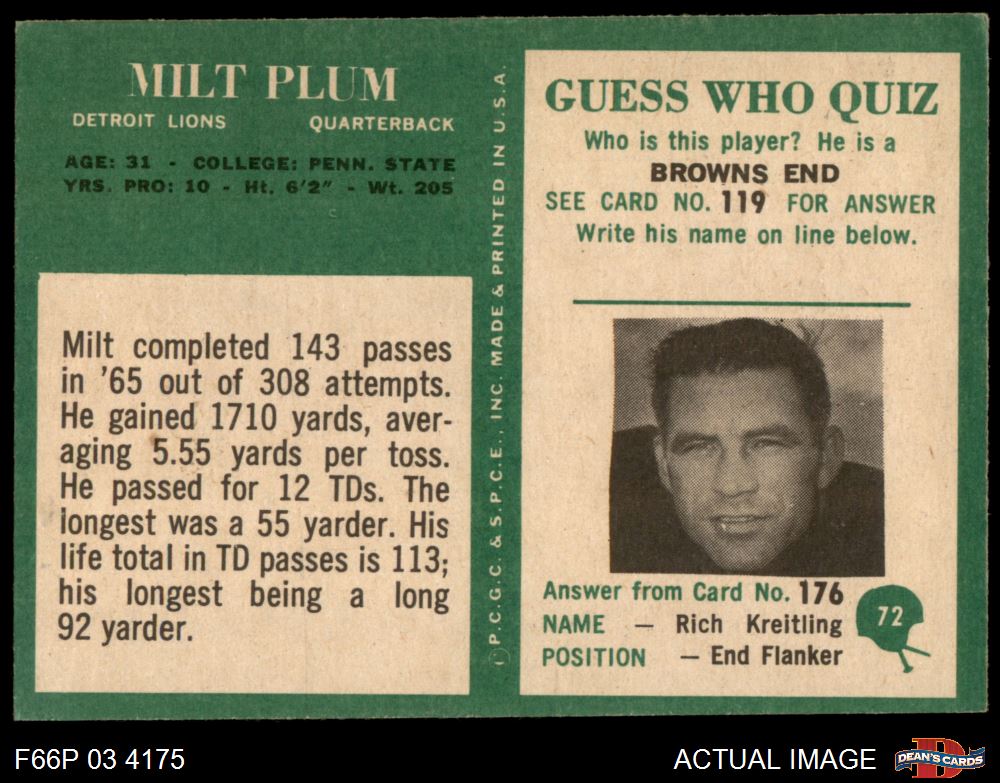 MILT PLUM
DETROIT LIONS QUARTERBACK
AGE: 31 - COLLEGE: PENN. STATE
YRS. PRO: 10 - Ht. 6'2" - Wt. 205
Milt completed 143 passes
in '65 out of 308 attempts.
He gained 1710 yards, aver-
aging 5.55 yards per toss.
He passed for 12 TDs. The
longest was a 55 yarder. His
life total in TD passes is 113;
his longest being a long
92 yarder.
Ⓒ P.C.G.C. & S.P.C.E., INC. MADE & PRINTED IN U.S.A.
GUESS WHO QUIZ
Who is this player? He is a
BROWNS END
SEE CARD NO. 119 FOR ANSWER
Write his name on line below.
Answer from Card No. 176
NAME — Rich Kreitling
POSITION — End Flanker
72
F66P 03 4175
ACTUAL IMAGE
D
DEAN'S CARDS